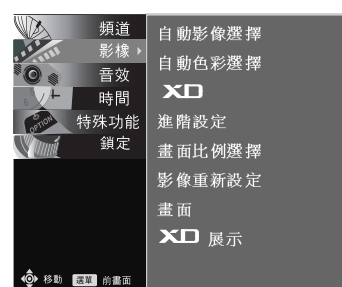 頻道
影像
音效
時間
特殊功能
OPTION
鎖定
移動 選單 前畫面
自動影像選擇
自動色彩選擇
XD
進階設定
畫面比例選擇
影像重新設定
畫面
XD 展示